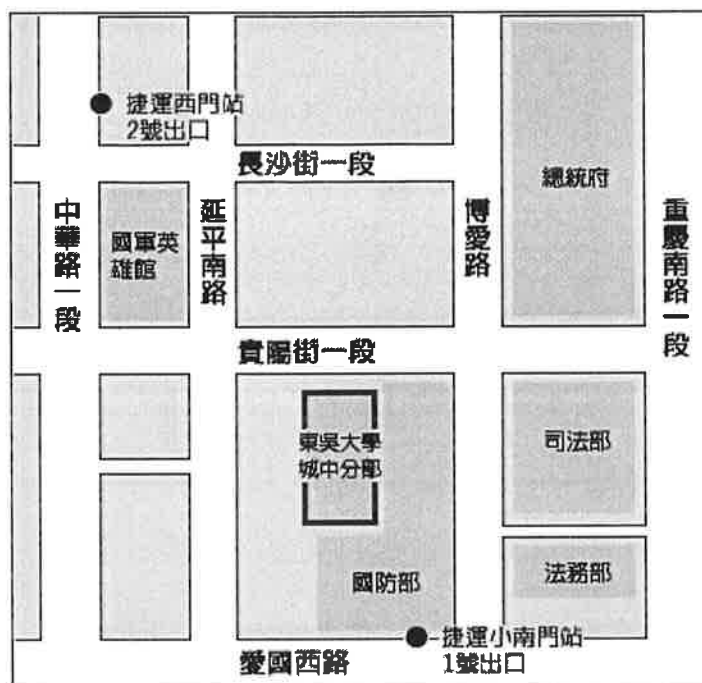 捷運西門站
2號出口
長沙街一段
總統府
中華路一段
國軍英
雄館
延平南路
博愛路
重慶南路一段
貴陽街一段
東吳大學
城中分部
司法部
國防部
法務部
捷運小南門站
1號出口
愛國西路